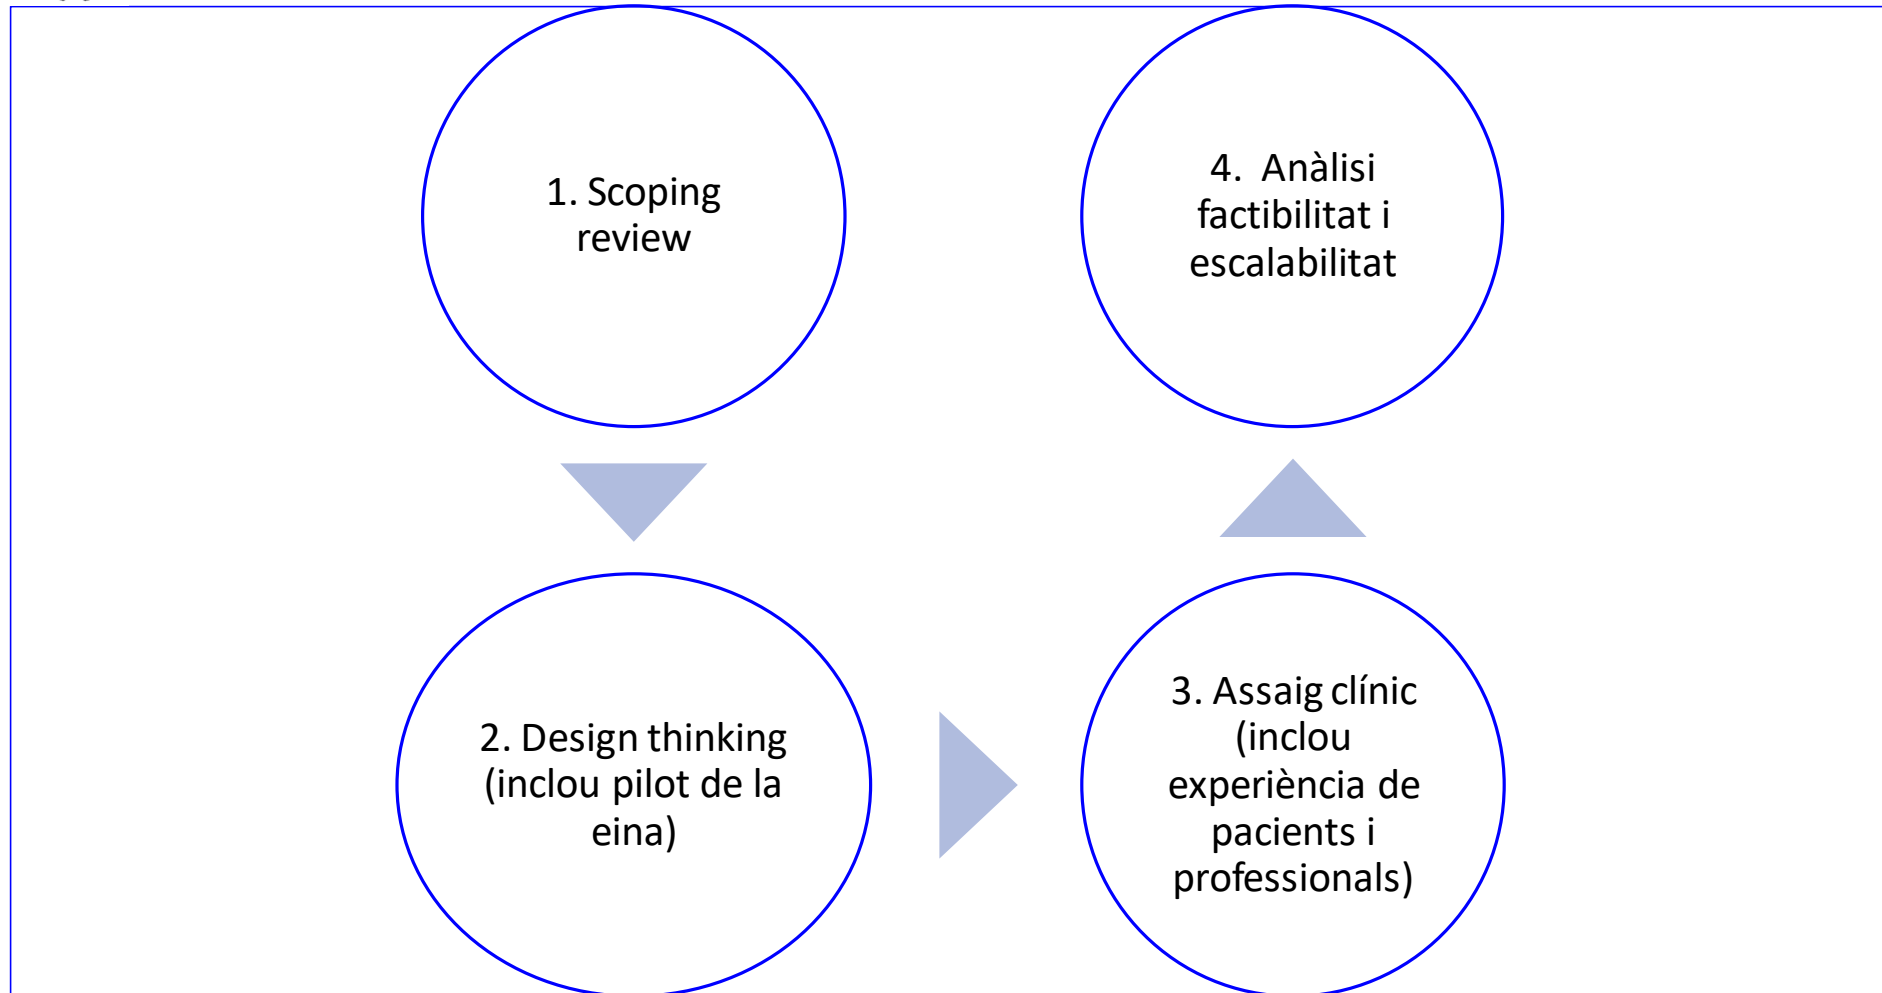 1. Scoping
review
2. Design thinking
(inclou pilot de la
eina)
3. Assaig clínic
(inclou
experiència de
pacients i
professionals)
4. Anàlisi
factibilitat i
escalabilitat